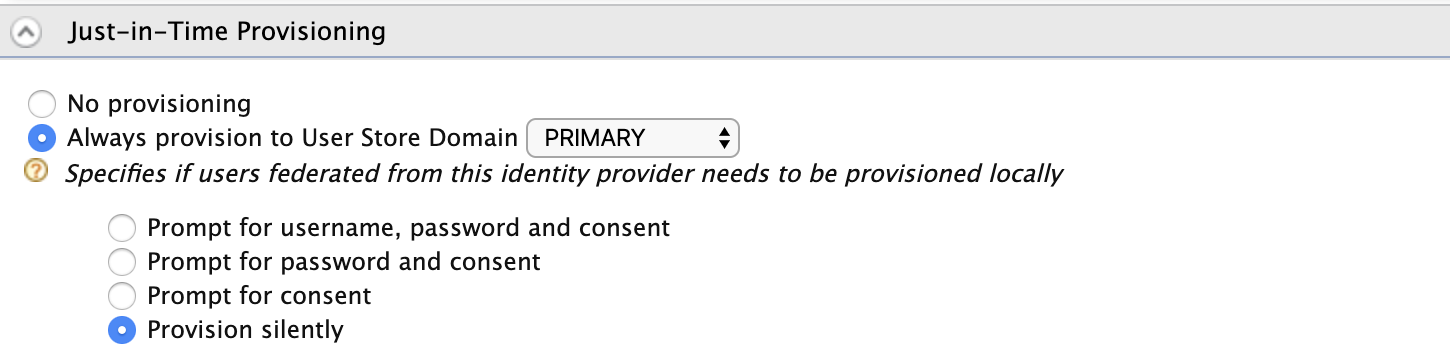 Just-in-Time Provisioning
No provisioning
Always provision to User Store Domain PRIMARY
? Specifies if users federated from this identity provider needs to be provisioned locally
Prompt for username, password and consent
Prompt for password and consent
Prompt for consent
Provision silently